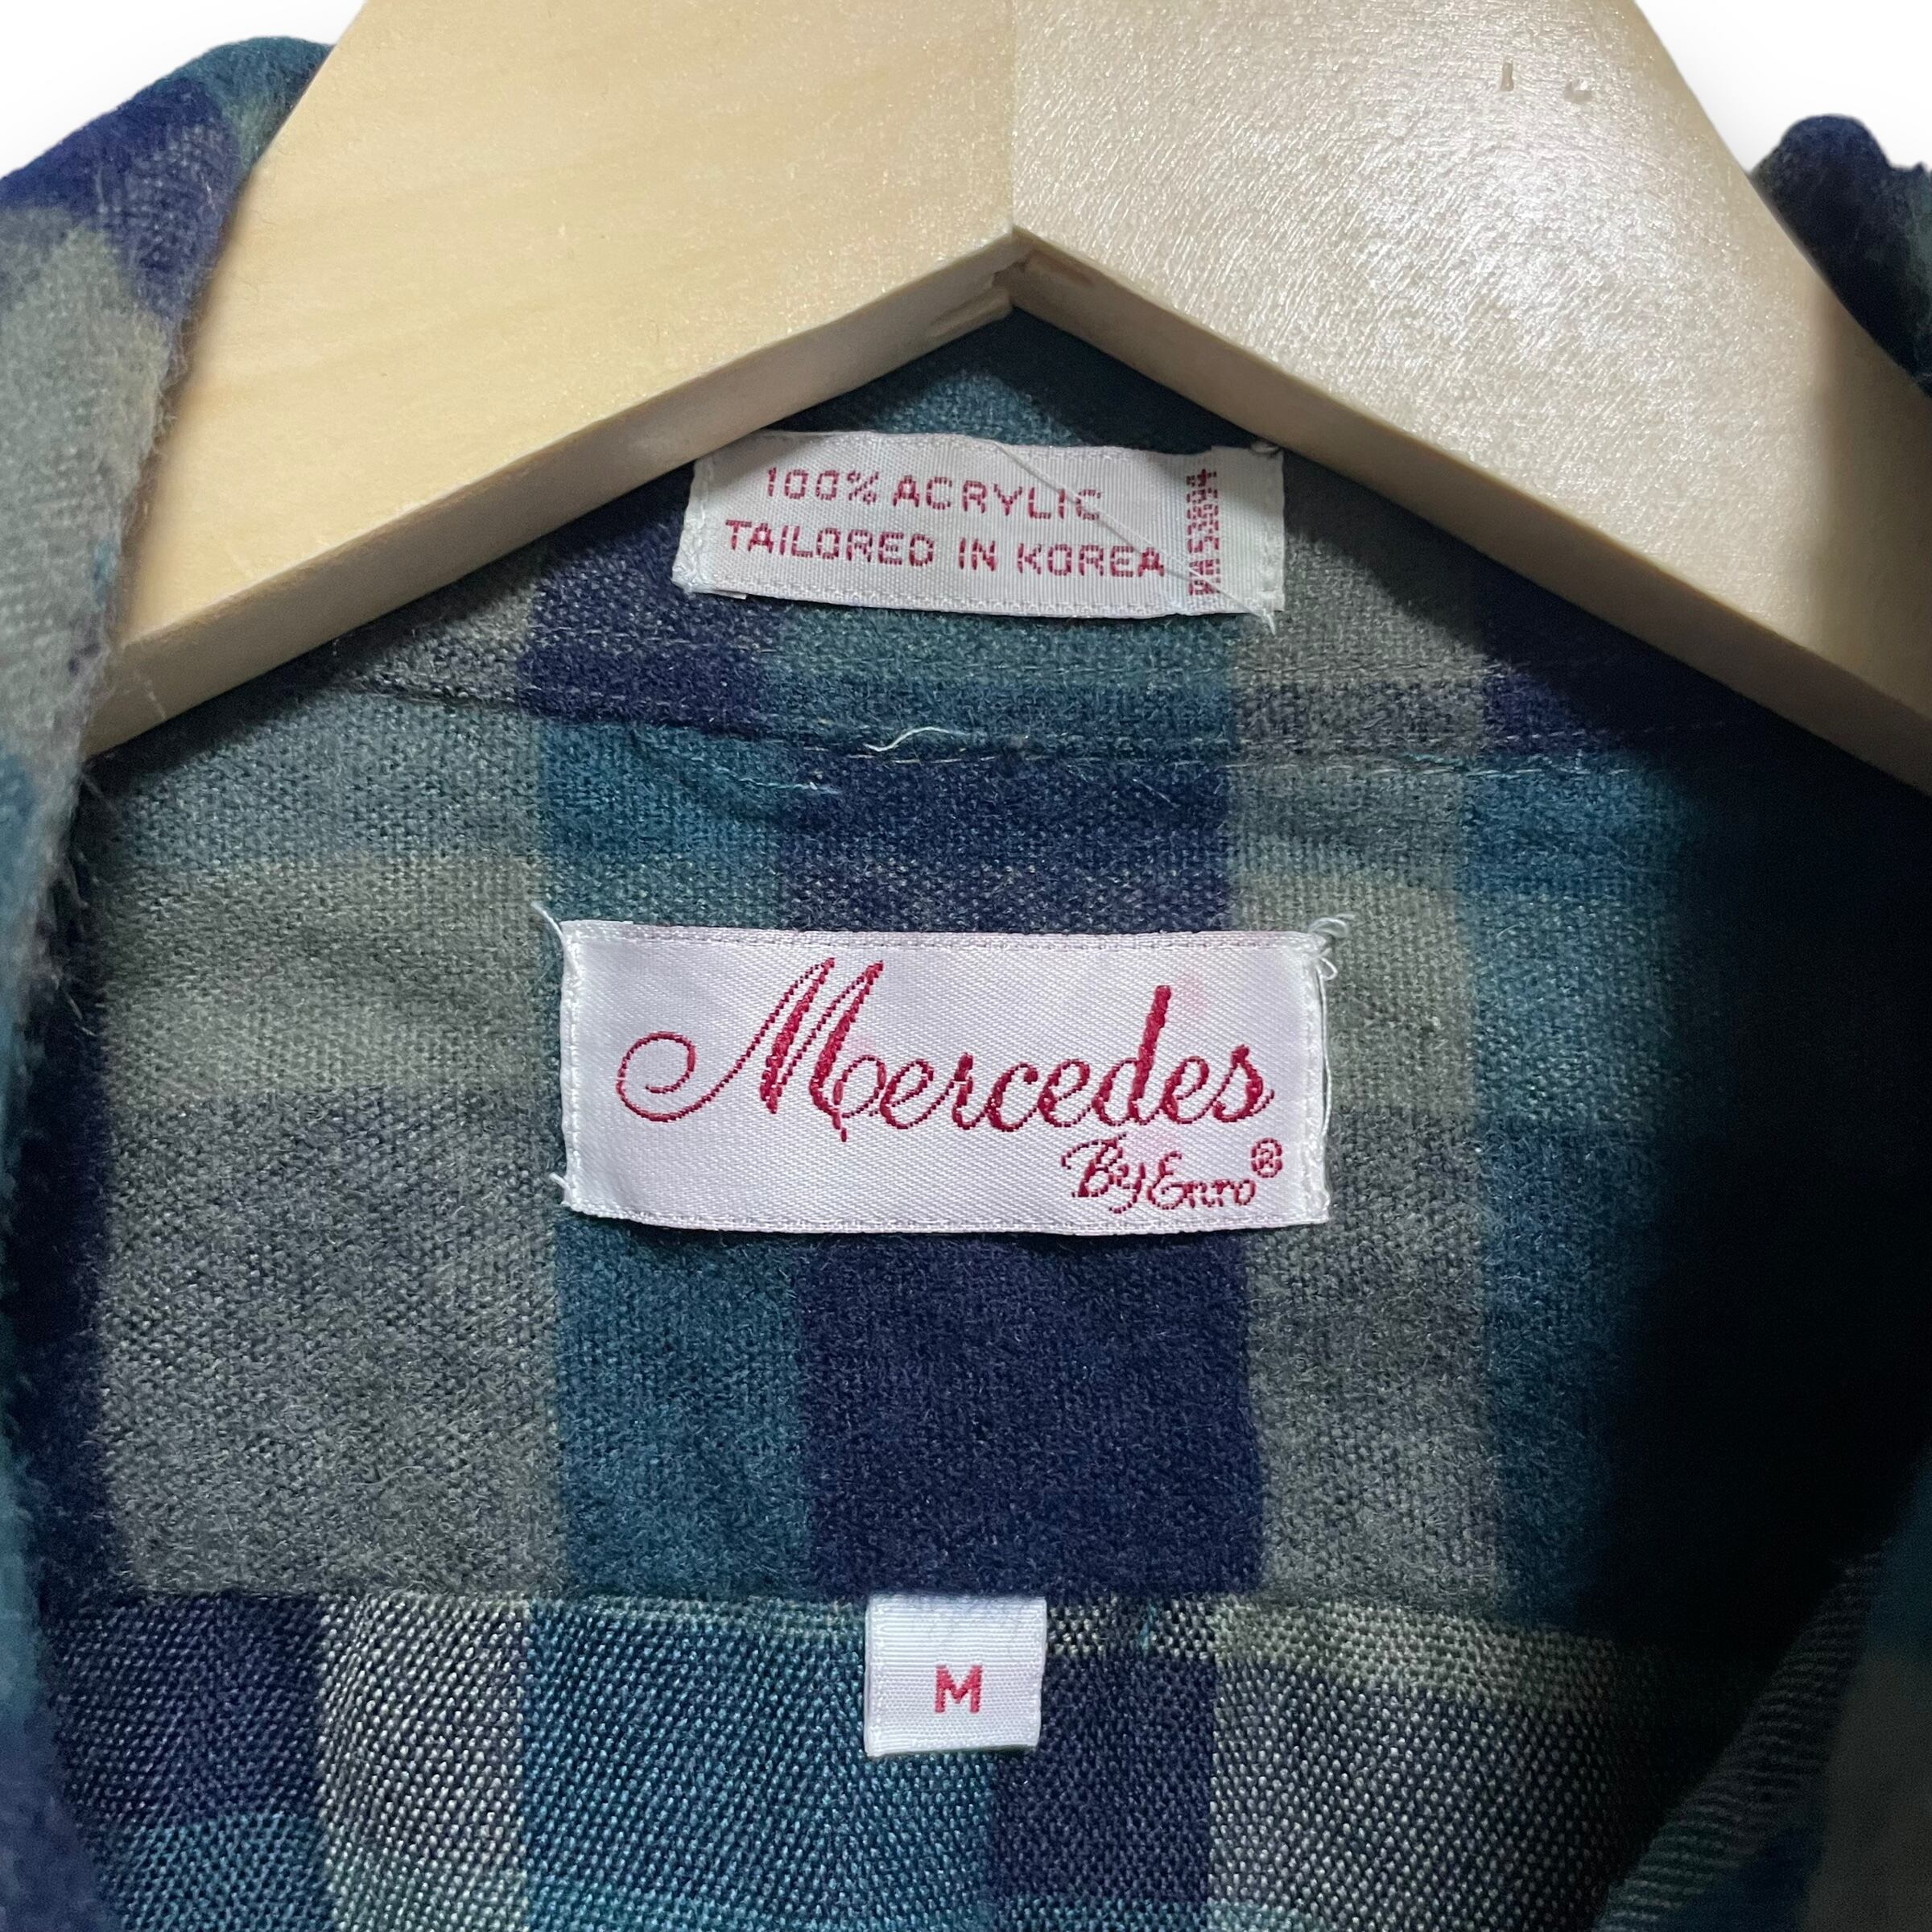 100% ACRYLIC
TAILORED IN KOREA
Mercedes
By Enro®
M